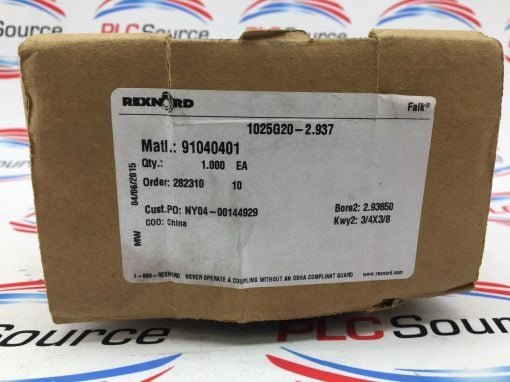 PLC Source
REXNORD
Falk®
1025G20-2.937
Matl.: 91040401
Qty.: 1.000 EA
Order: 282310 10
Cust.PO: NY04-00144929
COO: China
Bore2: 2.93650
Kwy2: 3/4X3/8
MW 04/06/2015
1-866-REXNORD NEVER OPERATE A COUPLING WITHOUT AN OSHA COMPLIANT GUARD www.rexnord.com
PLC Source